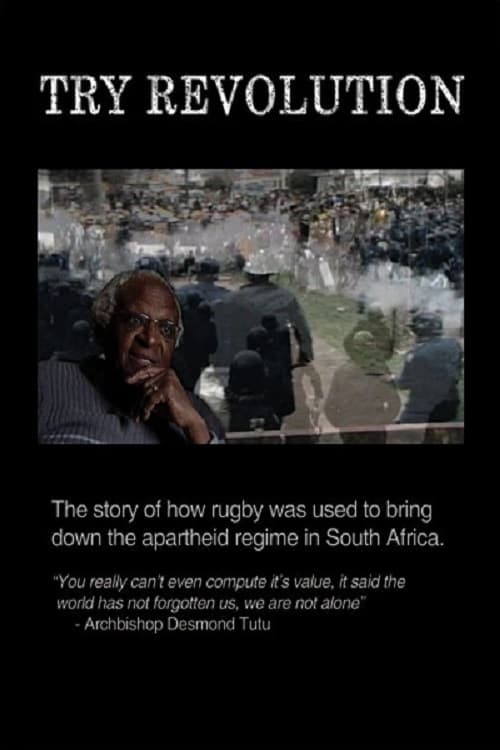 TRY REVOLUTION
The story of how rugby was used to bring
down the apartheid regime in South Africa.
"You really can't even compute it's value, it said the
world has not forgotten us, we are not alone"
- Archbishop Desmond Tutu